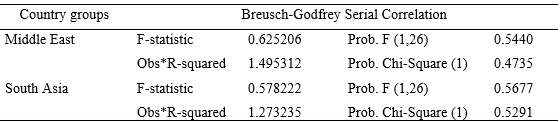 Country groups Breusch-Godfrey Serial Correlation
Middle East F-statistic 0.625206 Prob. F (1,26) 0.5440
Obs*R-squared 1.495312 Prob. Chi-Square (1) 0.4735
South Asia F-statistic 0.578222 Prob. F (1,26) 0.5677
Obs*R-squared 1.273235 Prob. Chi-Square (1) 0.5291